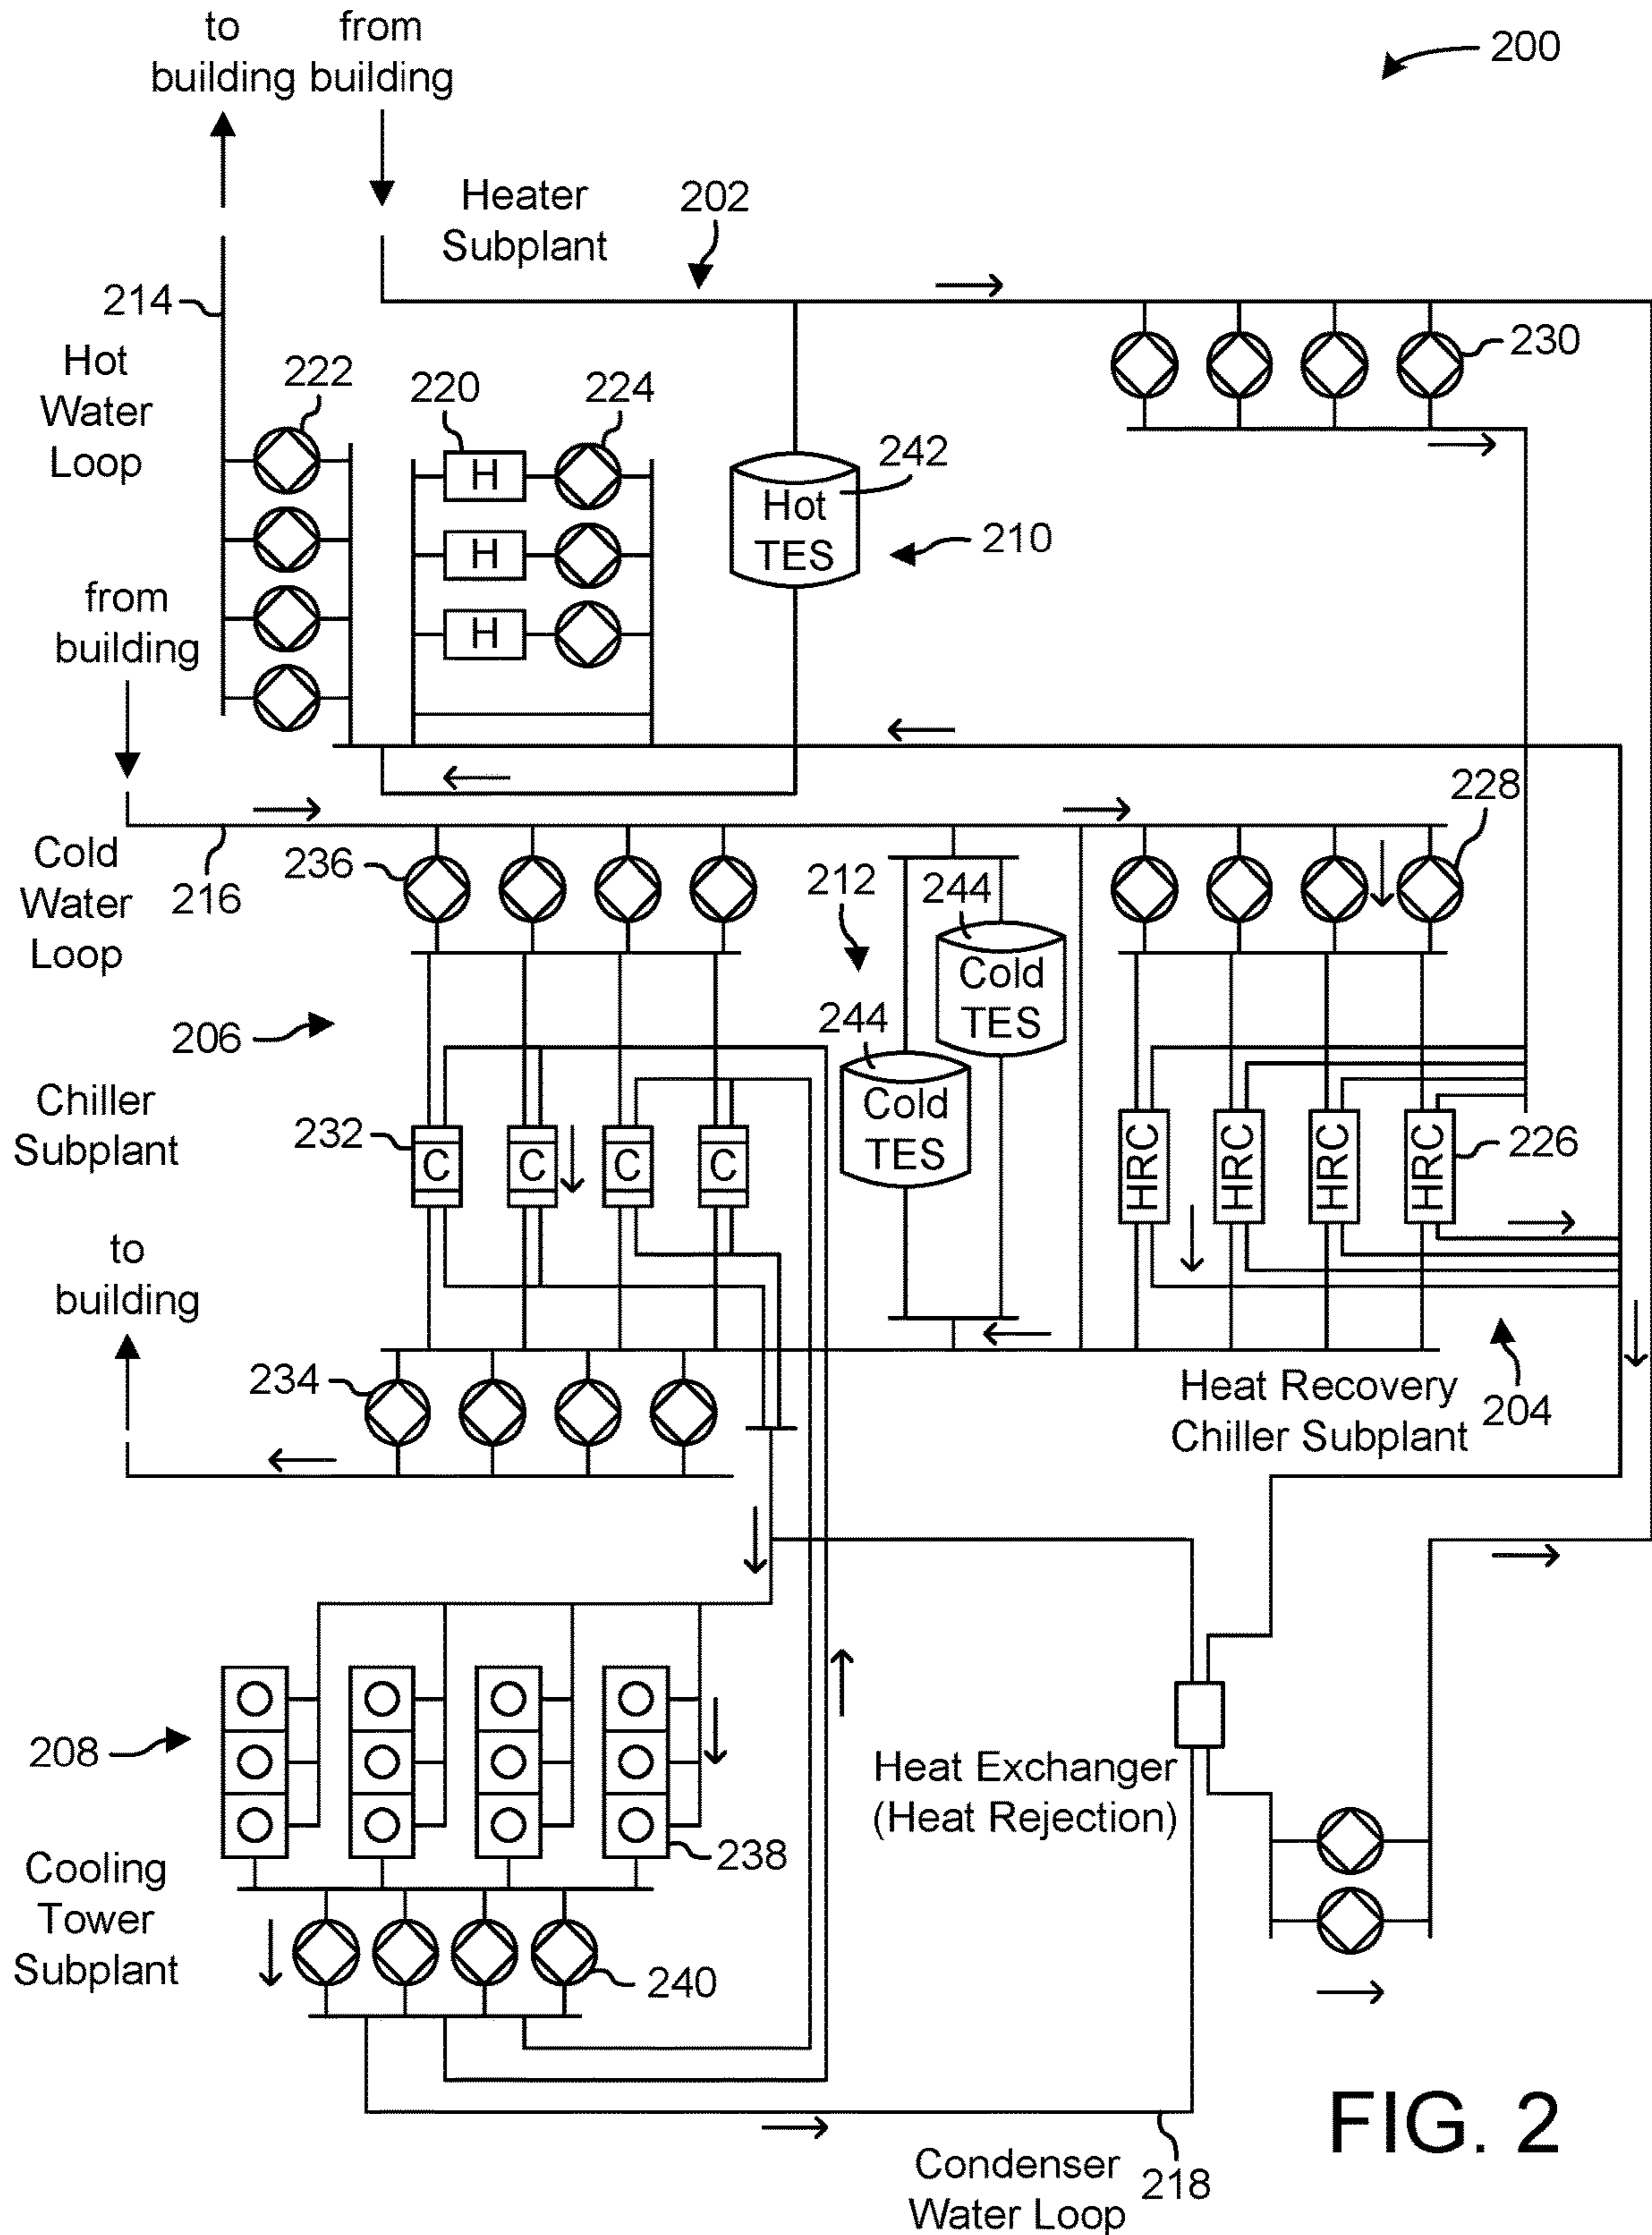 to
building
from
building
200
Heater
Subplant
202
214
Hot
Water
Loop
222
220
224
230
H
H
H
Hot
TES
242
210
from
building
228
Cold
Water
Loop
216
236
212
244
Cold
TES
244
Cold
TES
206
Chiller
Subplant
232
C
C
C
C
HRC
HRC
HRC
HRC
226
to
building
234
Heat Recovery
Chiller Subplant
204
208
Heat Exchanger
(Heat Rejection)
238
Cooling
Tower
Subplant
240
Condenser
Water Loop
218
FIG. 2